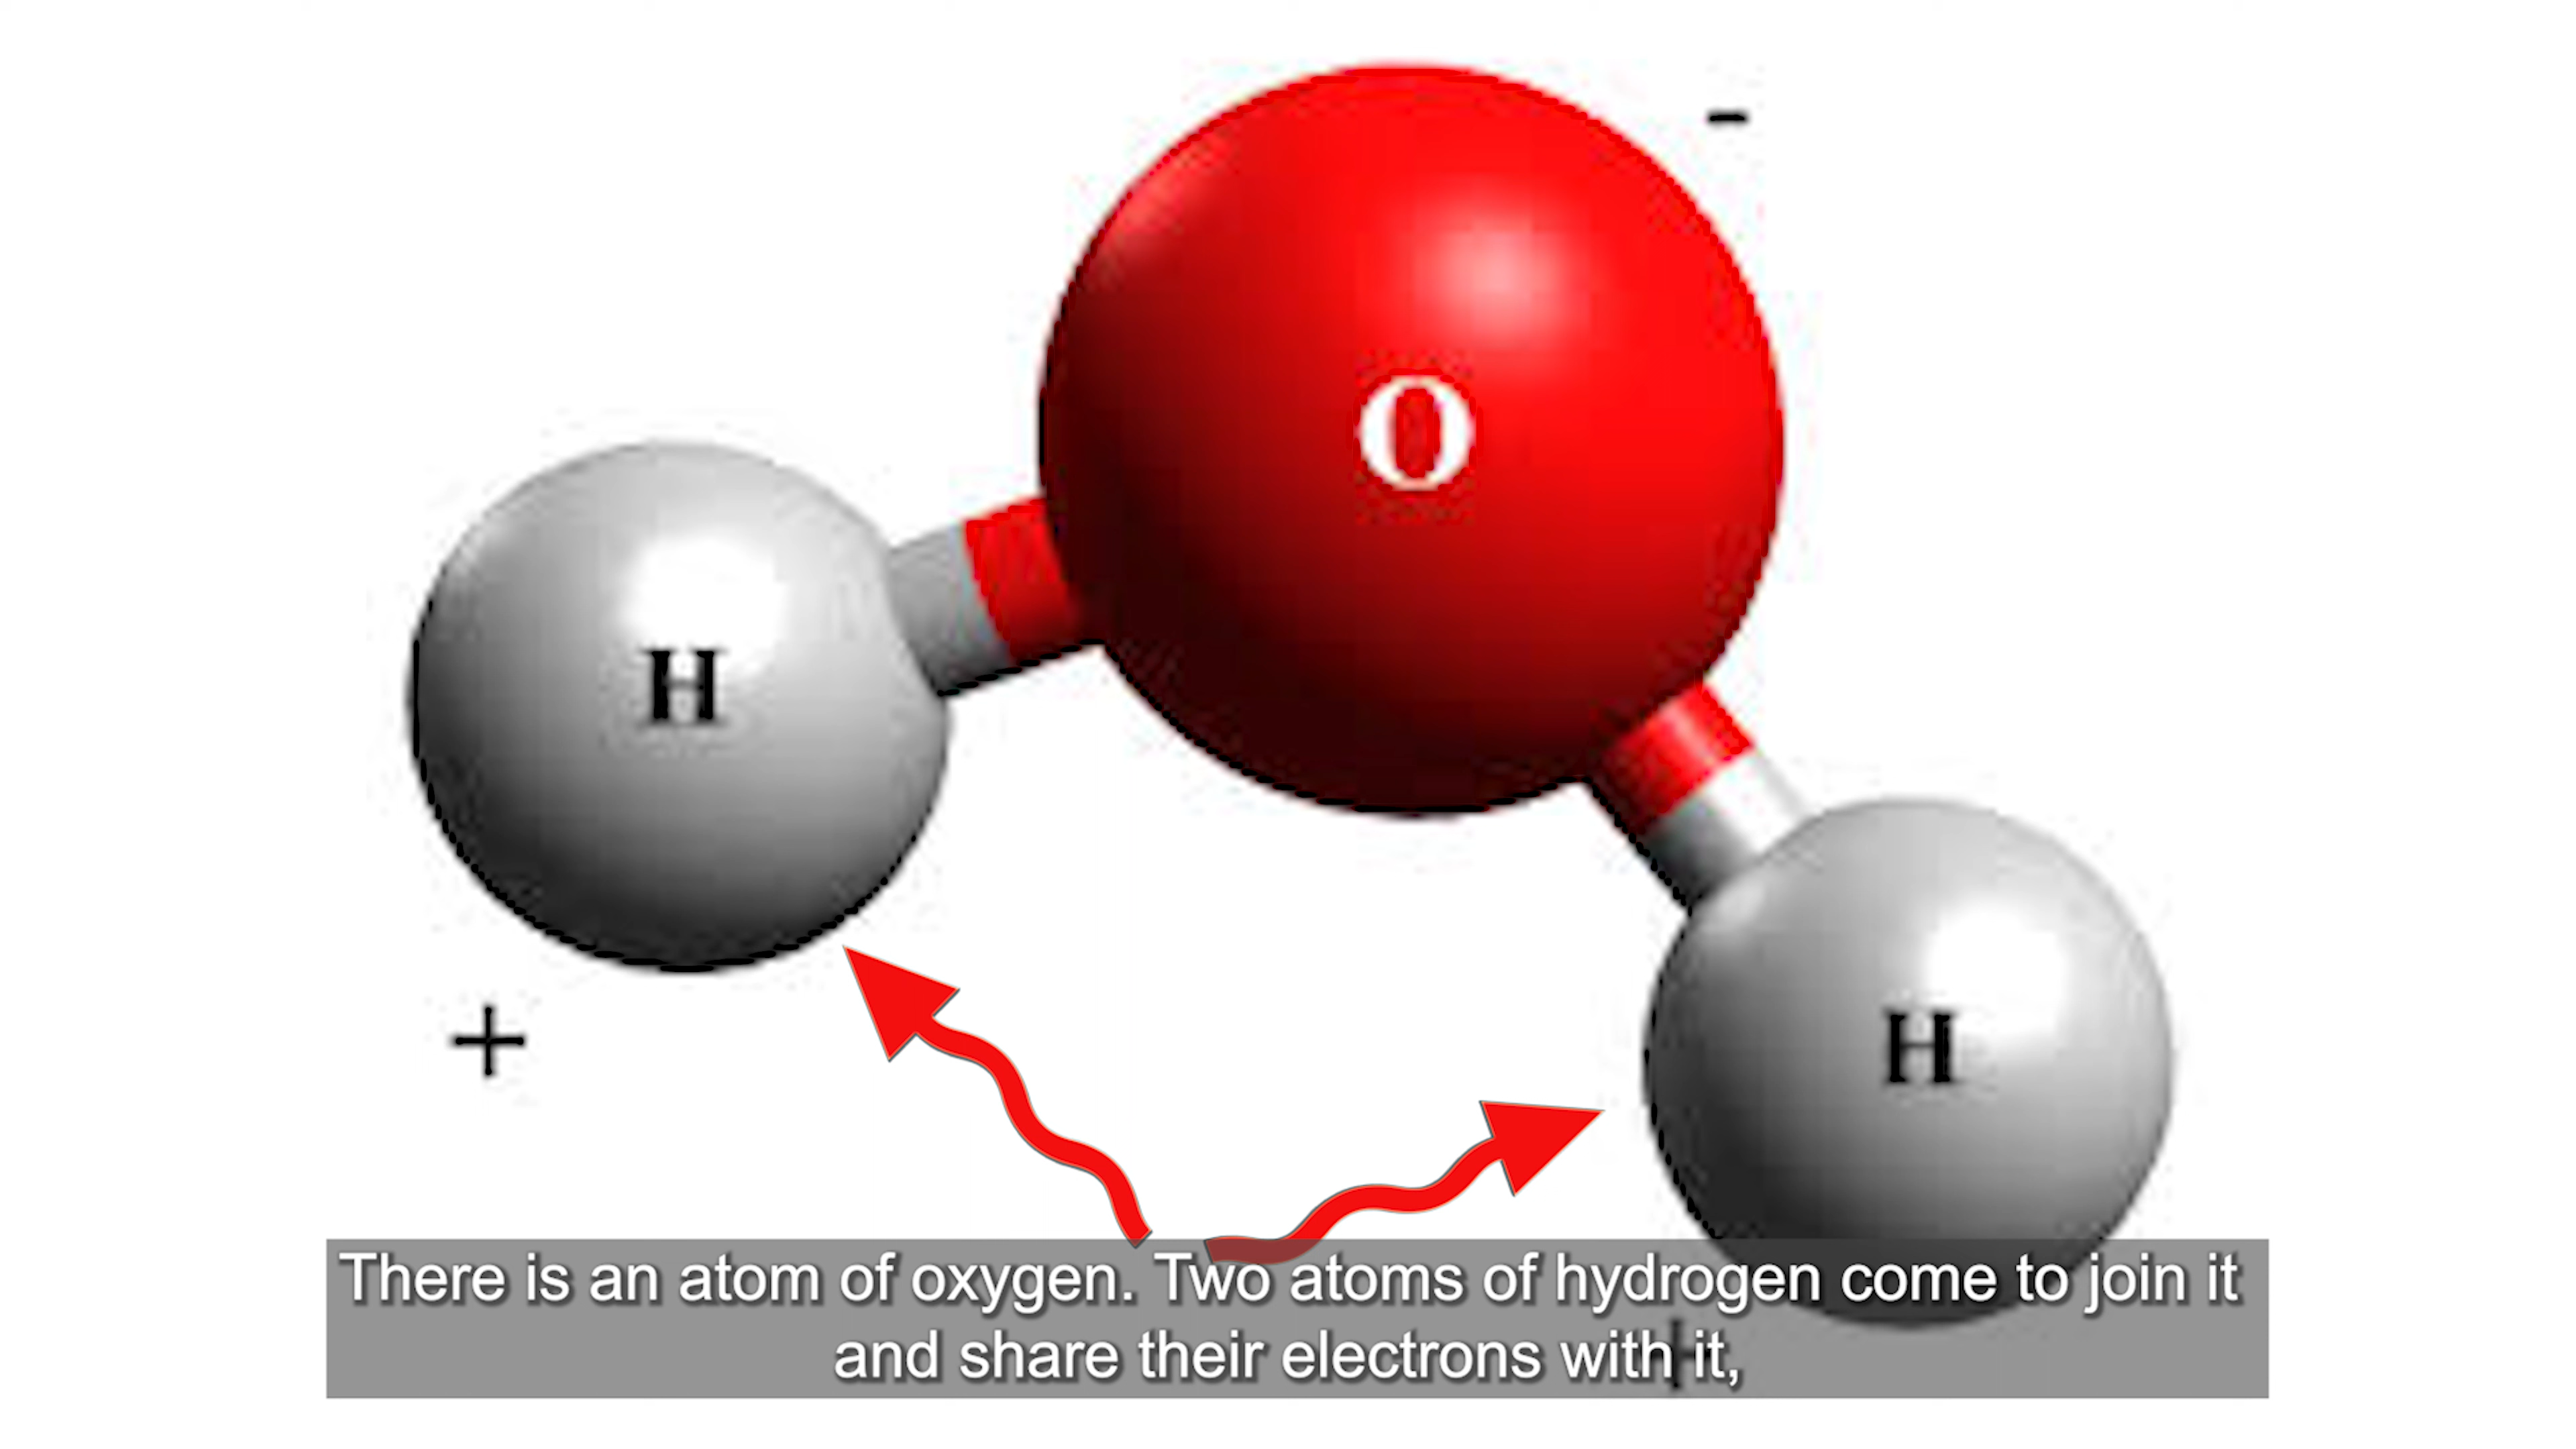 -
O
H
+
H
+
There is an atom of oxygen. Two atoms of hydrogen come to join it
and share their electrons with it,